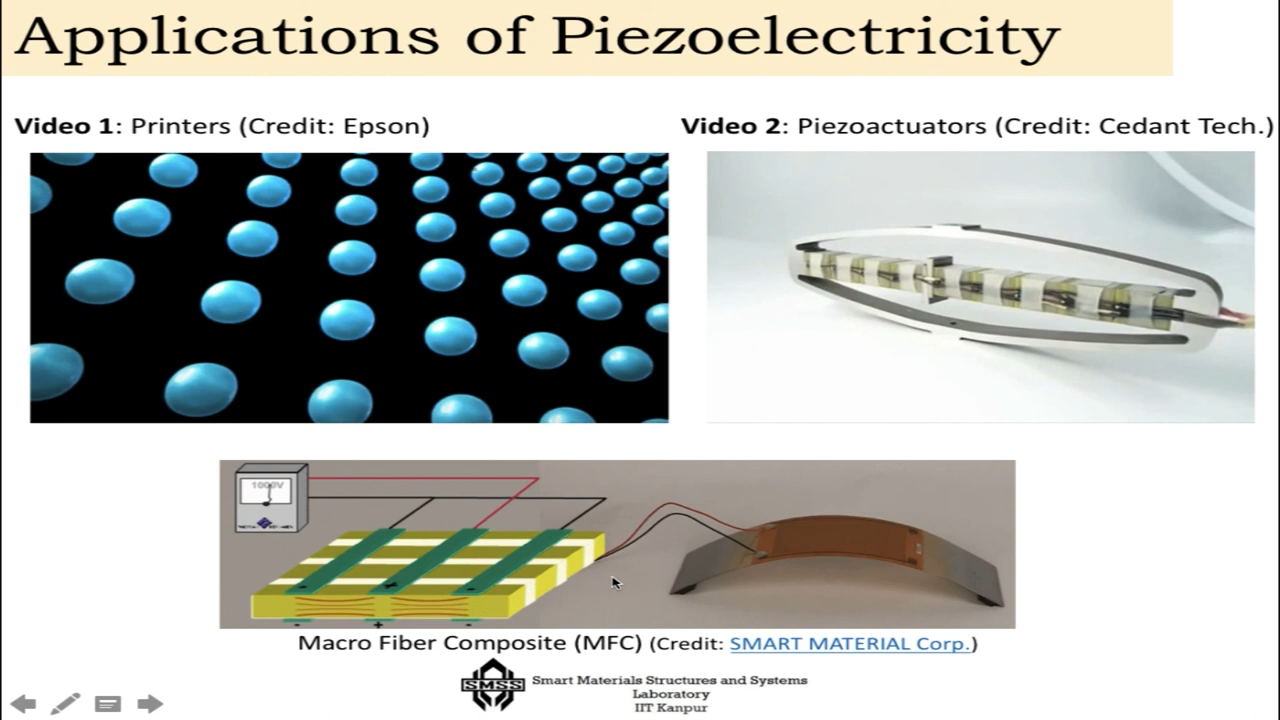 Applications of Piezoelectricity
Video 1: Printers (Credit: Epson)
Video 2: Piezoactuators (Credit: Cedant Tech.)
1000V
- + -
- + -
Macro Fiber Composite (MFC) (Credit: SMART MATERIAL Corp.)
SMSS
Smart Materials Structures and Systems
Laboratory
IIT Kanpur